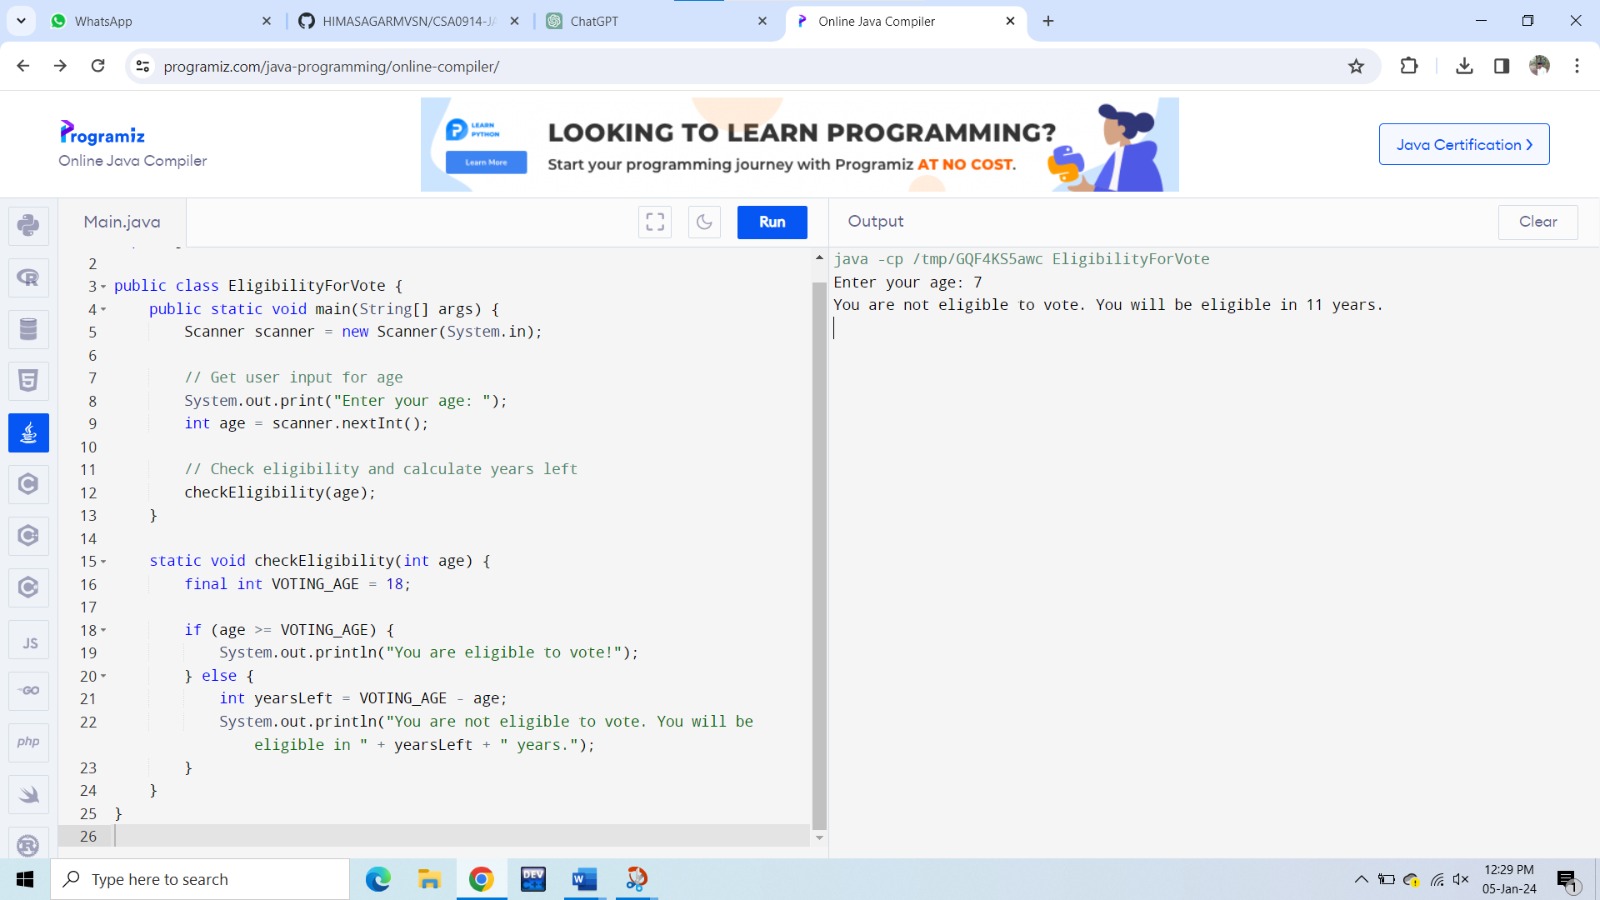 WhatsApp
HIMASAGARMVSN/CSA0914-JA
ChatGPT
Online Java Compiler
programiz.com/java-programming/online-compiler/
Programiz
Online Java Compiler
LEARN
PYTHON
Learn More
LOOKING TO LEARN PROGRAMMING?
Start your programming journey with Programiz AT NO COST.
Java Certification
Main.java
Run
Output
Clear
2
3 public class EligibilityForVote {
4 public static void main(String[] args) {
5 Scanner scanner = new Scanner(System.in);
6
7 // Get user input for age
8 System.out.print("Enter your age: ");
9 int age = scanner.nextInt();
10
11 // Check eligibility and calculate years left
12 checkEligibility(age);
13 }
14
15 static void checkEligibility(int age) {
16 final int VOTING_AGE = 18;
17
18 if (age >= VOTING_AGE) {
19 System.out.println("You are eligible to vote!");
20 } else {
21 int yearsLeft = VOTING_AGE - age;
22 System.out.println("You are not eligible to vote. You will be
eligible in " + yearsLeft + " years.");
23 }
24 }
25 }
26
java -cp /tmp/GQF4KS5awc EligibilityForVote
Enter your age: 7
You are not eligible to vote. You will be eligible in 11 years.
JS
GO
php
Type here to search
DEV
W
12:29 PM
05-Jan-24
1